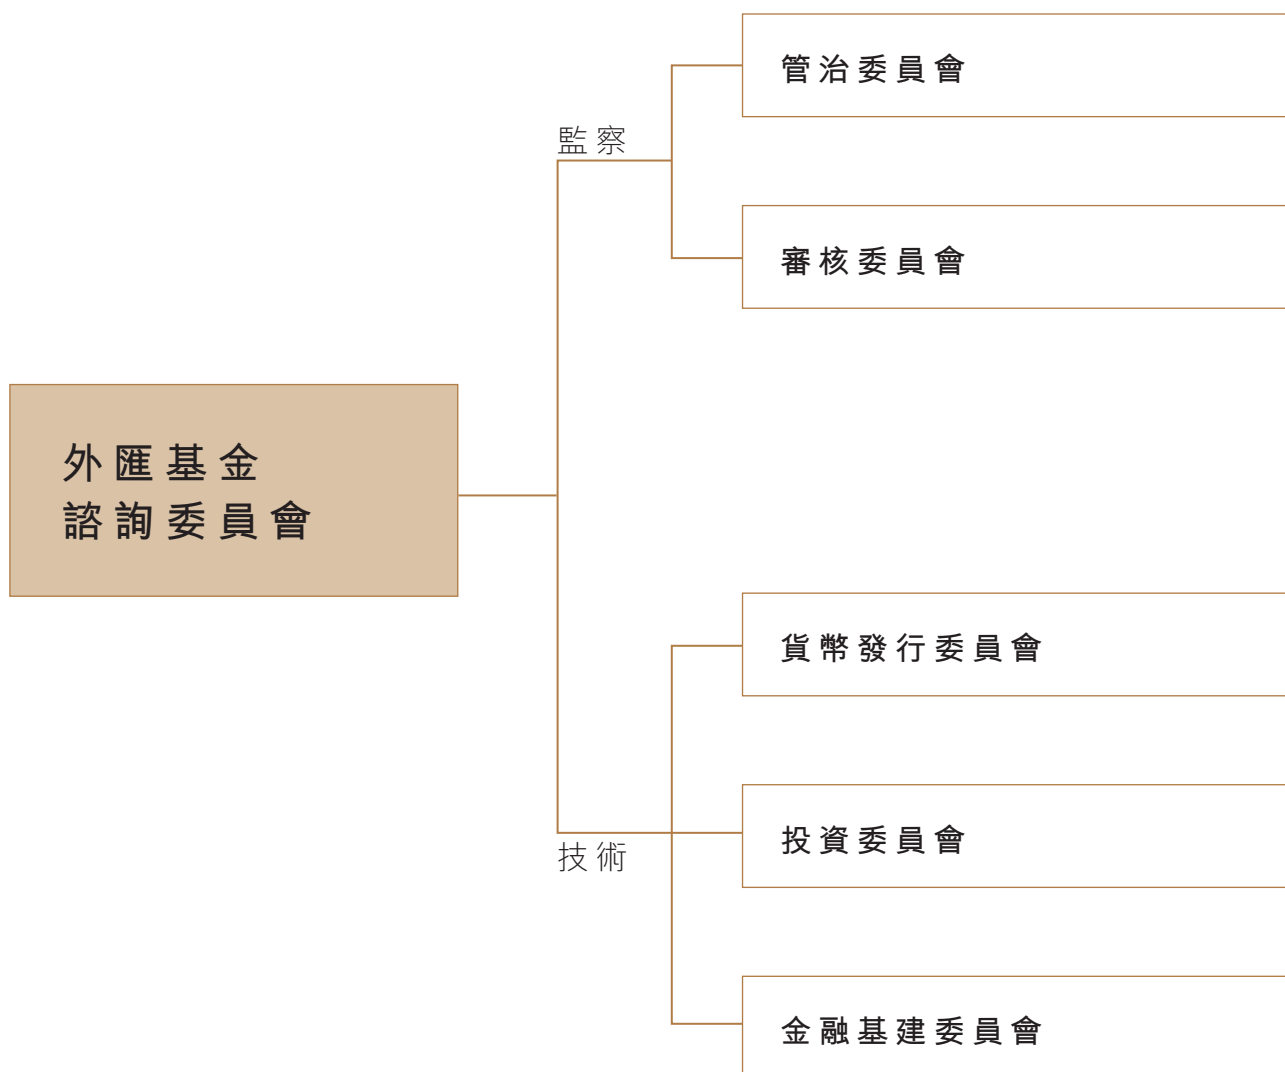 管治委員會
監察
審核委員會
外匯基金
諮詢委員會
貨幣發行委員會
投資委員會
技術
金融基建委員會